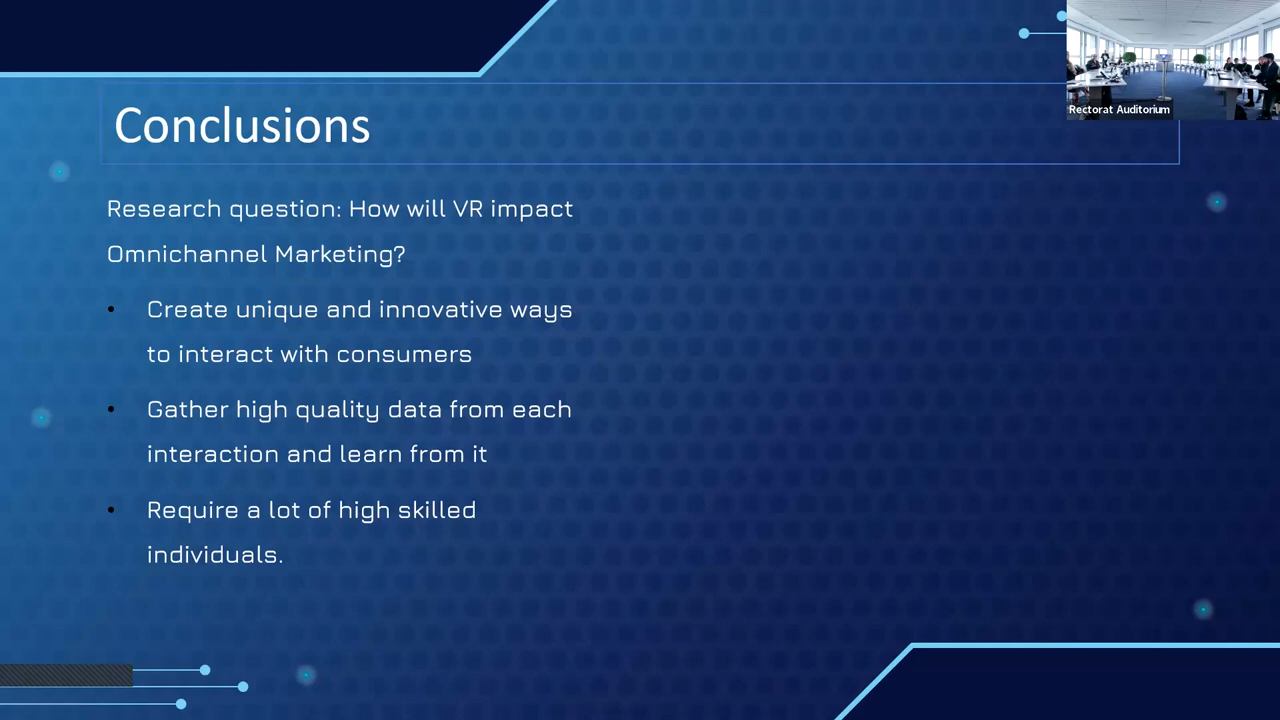 Rectorat Auditorium
Conclusions
Research question: How will VR impact
Omnichannel Marketing?
• Create unique and innovative ways
to interact with consumers
• Gather high quality data from each
interaction and learn from it
• Require a lot of high skilled
individuals.